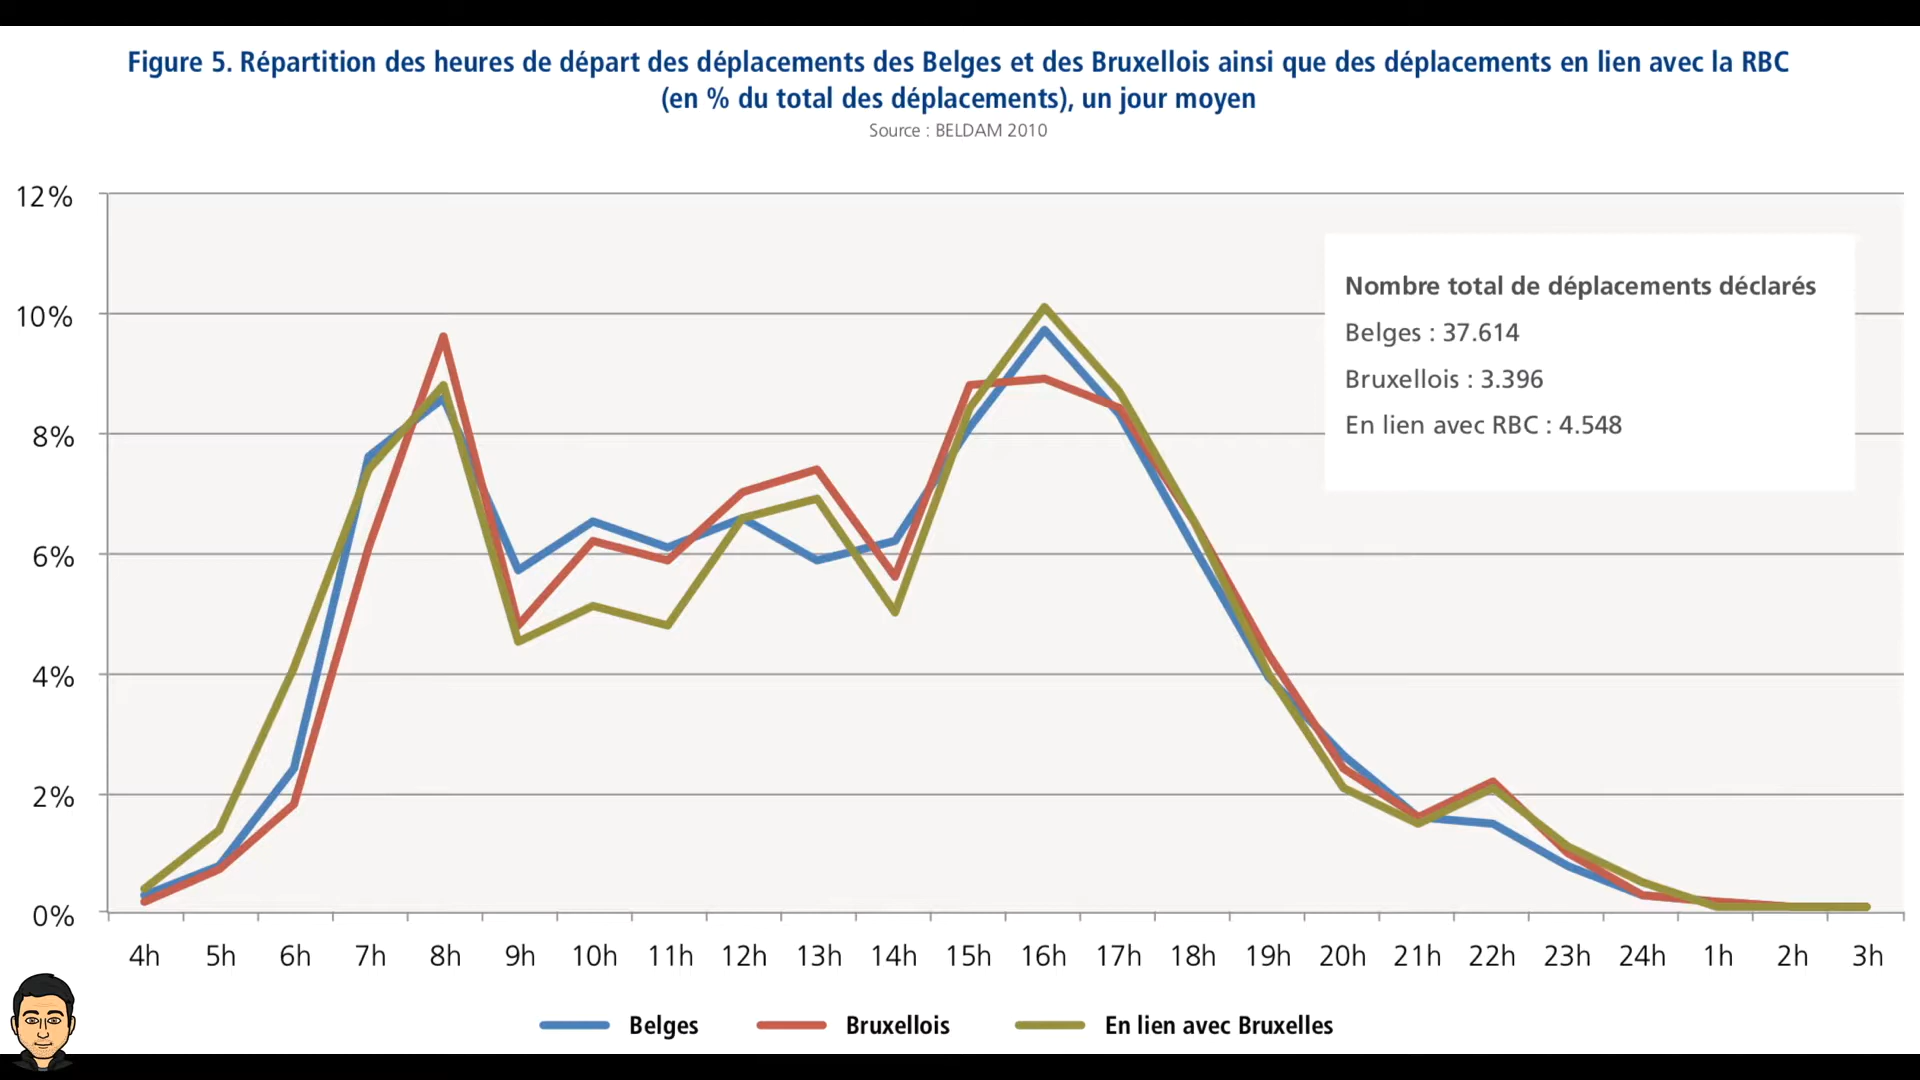 Figure 5. Répartition des heures de départ des déplacements des Belges et des Bruxellois ainsi que des déplacements en lien avec la RBC
(en % du total des déplacements), un jour moyen
Source : BELDAM 2010
12%
10%
8%
6%
4%
2%
0%
Nombre total de déplacements déclarés
Belges : 37.614
Bruxellois : 3.396
En lien avec RBC : 4.548
4h 5h 6h 7h 8h 9h 10h 11h 12h 13h 14h 15h 16h 17h 18h 19h 20h 21h 22h 23h 24h 1h 2h 3h
Belges Bruxellois En lien avec Bruxelles